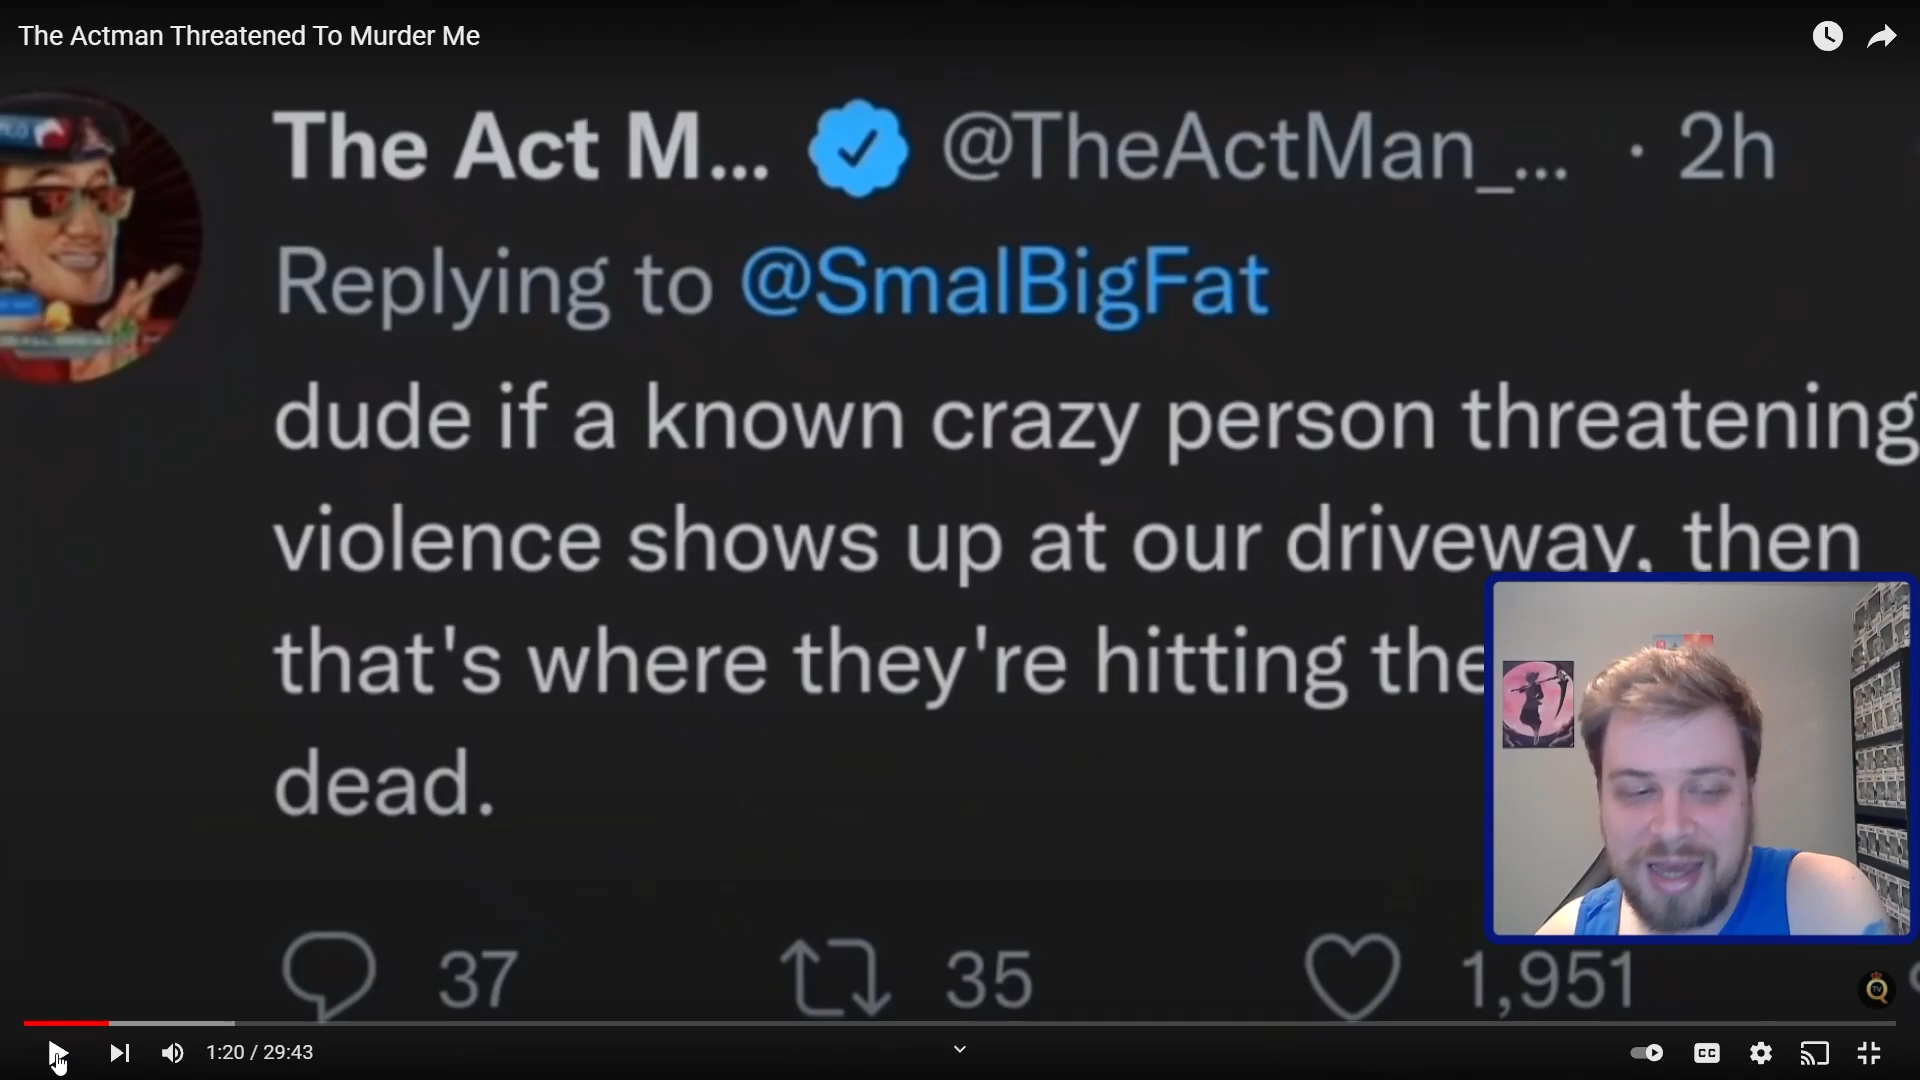 The Actman Threatened To Murder Me
The Act M... @TheActMan_... · 2h
Replying to @SmalBigFat
dude if a known crazy person threatening
violence shows up at our driveway, then
that's where they're hitting the
dead.
37 35 1,951
1:20 / 29:43
CC